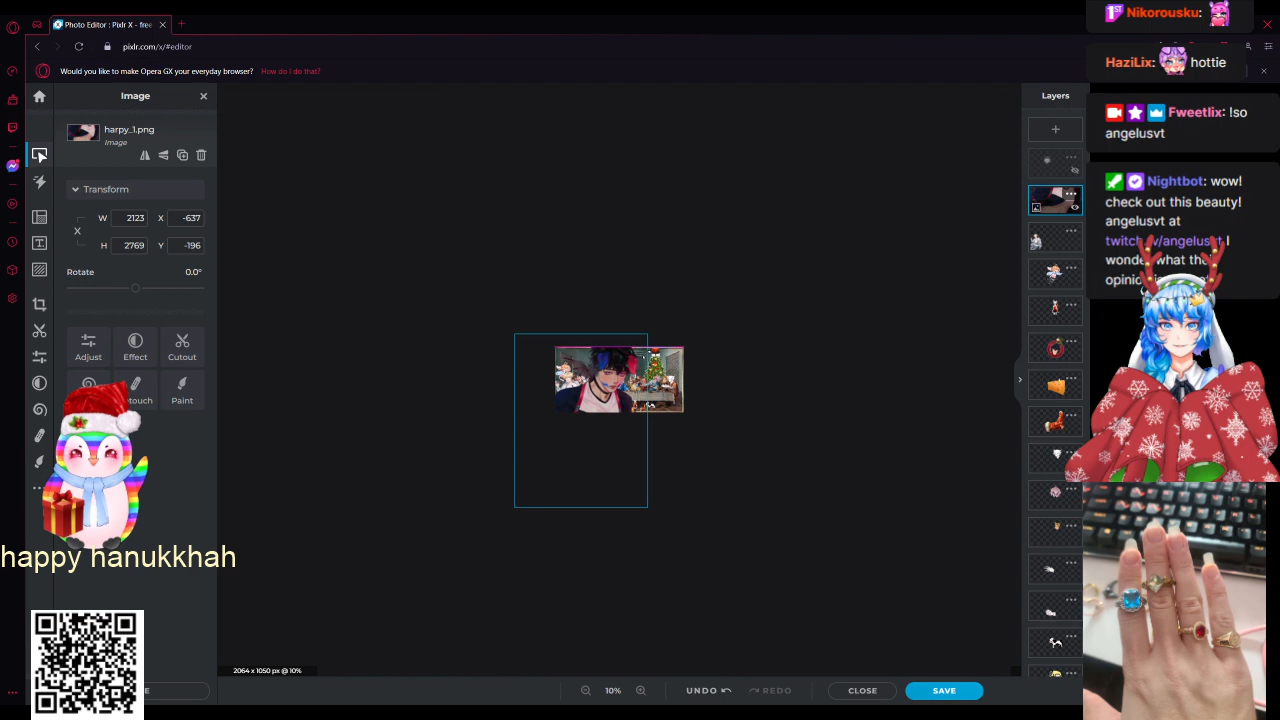 Photo Editor : Pixlr X - free
pixlr.com/x/#editor
Would you like to make Opera GX your everyday browser? How do I do that?
Image
harpy_1.png
Image
Transform
W 2123 X -637
X
H 2769 Y -196
Rotate 0.0°
Adjust Effect Cutout
Paint
happy hanukkhah
2064 x 1050 px @ 10%
10%
UNDO REDO
CLOSE
SAVE
Layers
1ST Nikorousku:
HaziLix: hottie
Fweetlix: !so
angelusvt
Nightbot: wow!
check out this beauty!
angelusvt at